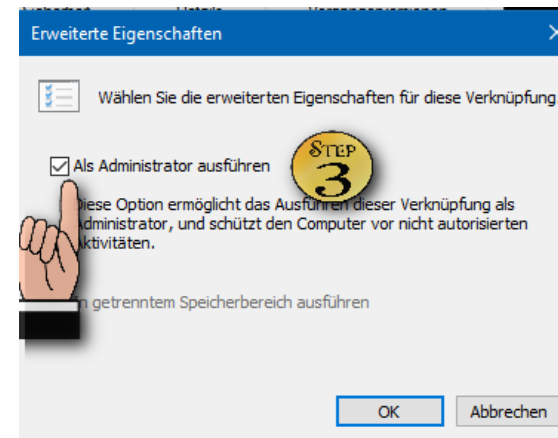 Erweiterte Eigenschaften
Wählen Sie die erweiterten Eigenschaften für diese Verknüpfung
Als Administrator ausführen
STEP
3
Diese Option ermöglicht das Ausführen dieser Verknüpfung als
Administrator, und schützt den Computer vor nicht autorisierten
Aktivitäten.
In getrenntem Speicherbereich ausführen
OK
Abbrechen